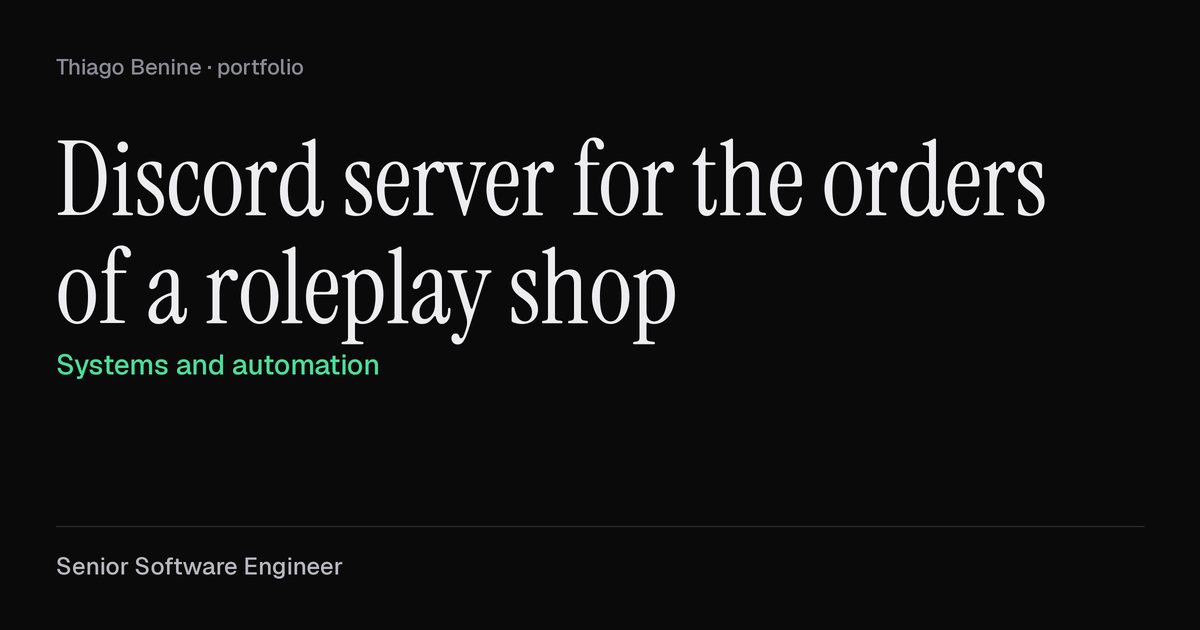 Thiago Benine · portfolio
Discord server for the orders
of a roleplay shop
Systems and automation
Senior Software Engineer